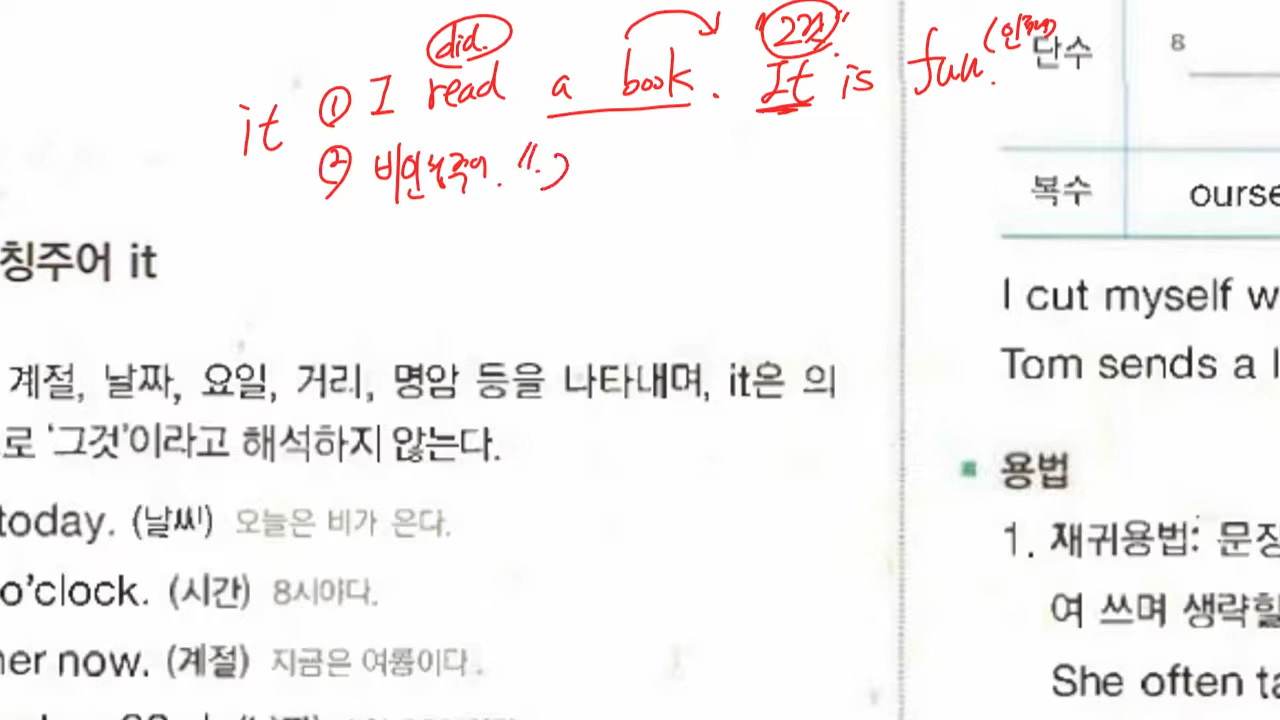 did.
it ① I read a book. It is fun.
"그것"
② 비인칭주어.
칭주어 it
계절, 날짜, 요일, 거리, 명암 등을 나타내며, it은 의
로 '그것'이라고 해석하지 않는다.
today. (날씨) 오늘은 비가 온다.
o'clock. (시간) 8시이다.
ner now. (계절) 지금은 여름이다.
단수 8
복수 ourse
I cut myself w
Tom sends a l
용법
1. 재귀용법: 문장
여 쓰며 생략할
She often ta